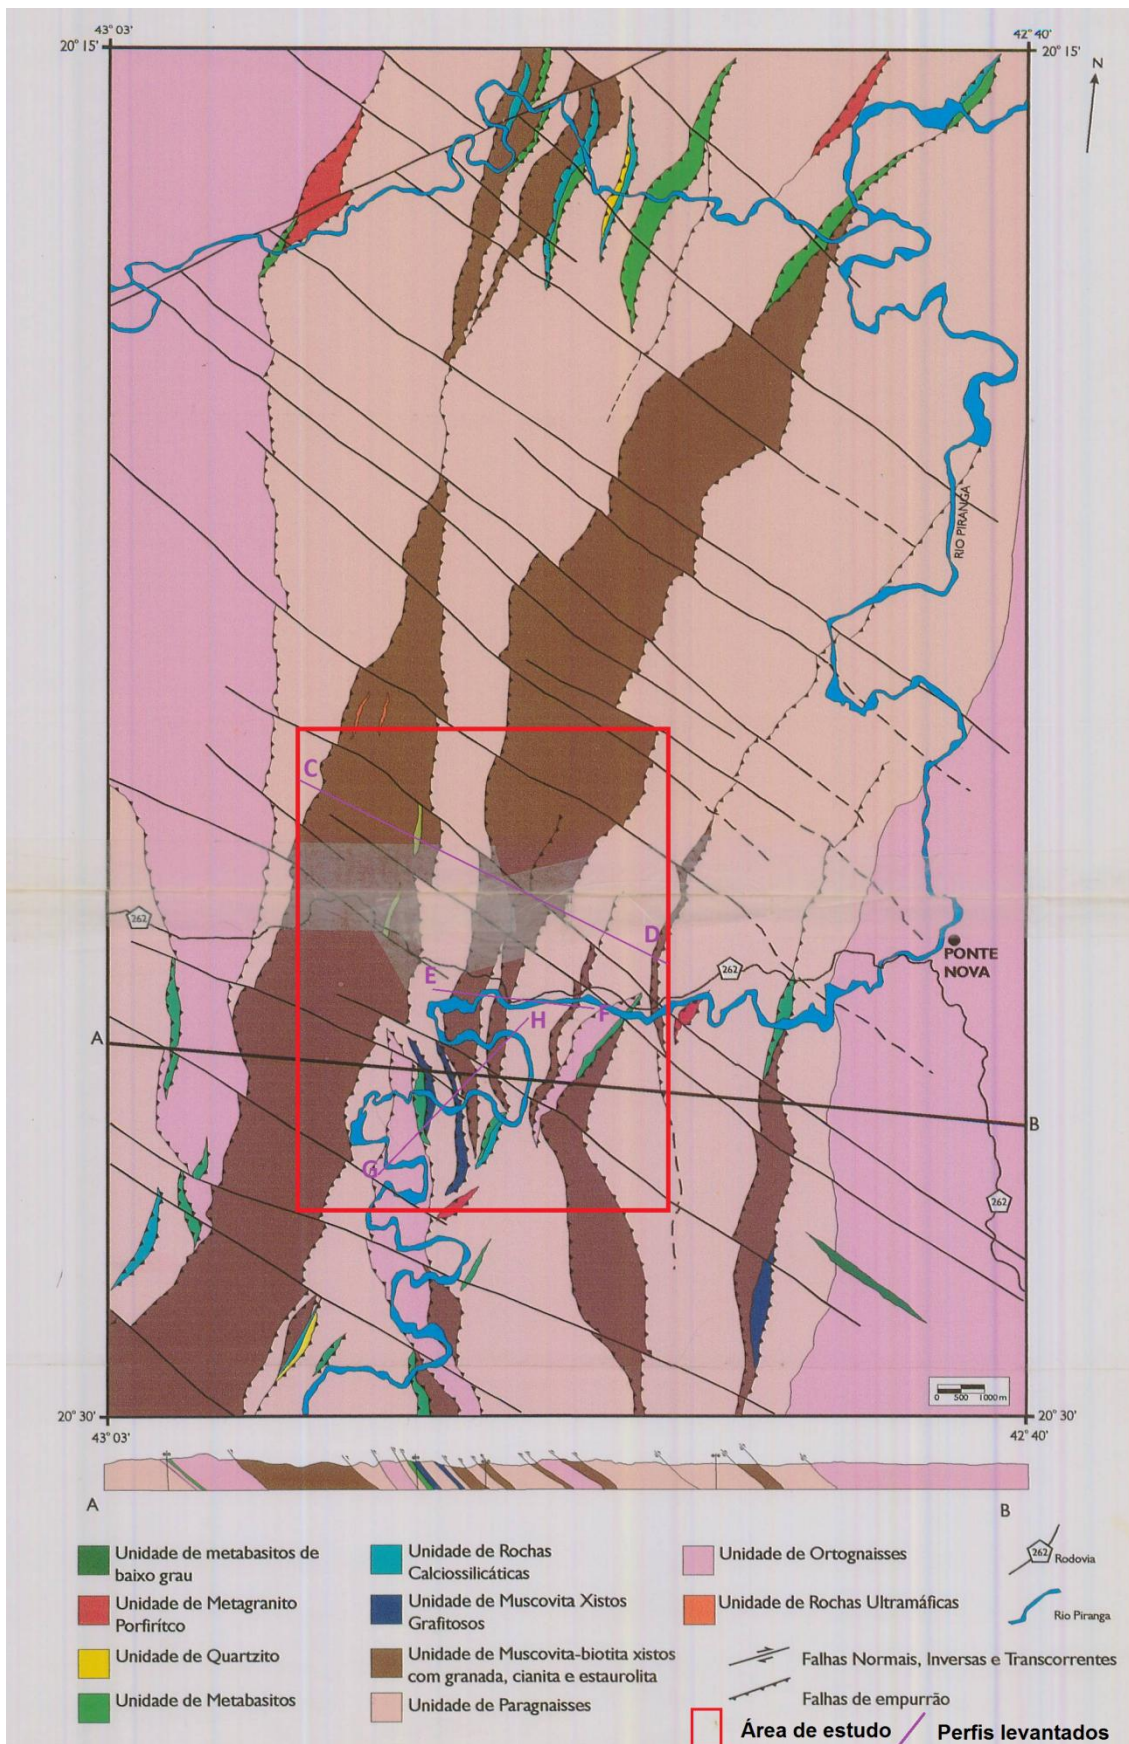 43° 03'
42° 40'
20° 15'
20° 15'
N
RIO PIRANGA
C
262
D
262
PONTE
NOVA
E
F
H
A
B
G
262
0 500 1000 m
20° 30'
20° 30'
43° 03'
42° 40'
A
B
Unidade de metabasitos de
baixo grau
Unidade de Metagranito
Porfirítco
Unidade de Quartzito
Unidade de Metabasitos
Unidade de Rochas
Calciossilicáticas
Unidade de Muscovita Xistos
Grafitosos
Unidade de Muscovita-biotita xistos
com granada, cianita e estaurolita
Unidade de Paragnaisses
Unidade de Ortognaisses
Unidade de Rochas Ultramáficas
262 Rodovia
Rio Piranga
Falhas Normais, Inversas e Transcorrentes
Falhas de empurrão
Área de estudo
Perfis levantados